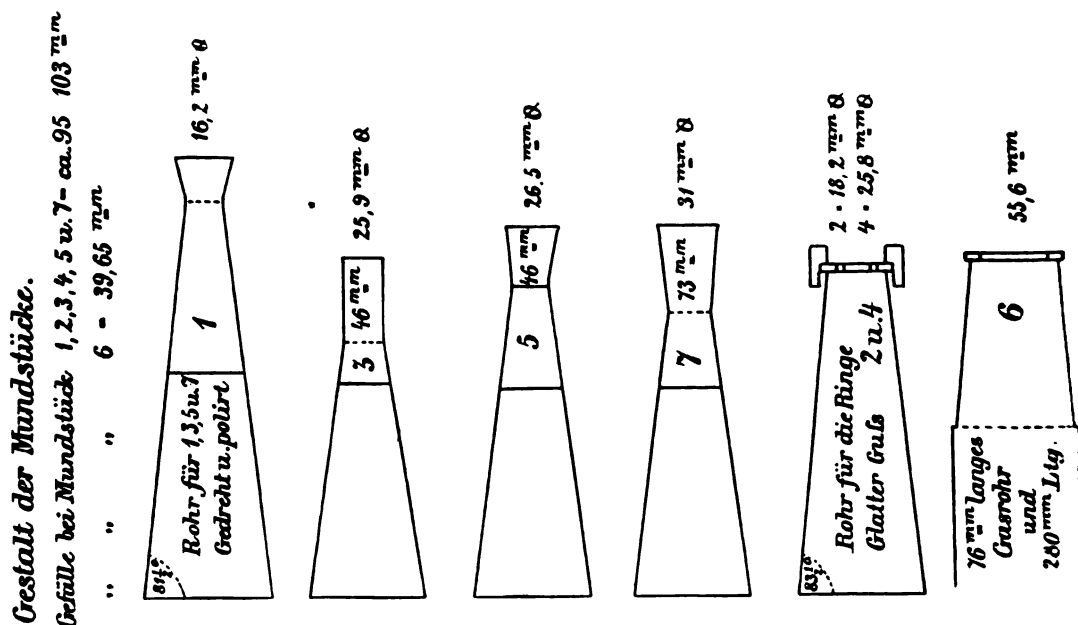 Gestalt der Mundstücke.
Gefälle bei Mundstück 1, 2, 3, 4, 5 u. 7 - ca. 95 103 mm
„ „ „ 6 - 39,65 mm
16,2 mm θ
1
Rohr für 1, 3, 5 u. 7
Gedreht u. polirt
81½°
25,9 mm θ
46 mm
3
26.5 mm θ
46 mm
5
31 mm θ
73 mm
7
2 - 18,2 mm θ
4 - 25,8 mm θ
Rohr für die Ringe
Glatter Guſs 2 u. 4
83½°
53,6 mm
6
76 mm langes
Gasrohr
und
280 mm Ltg.